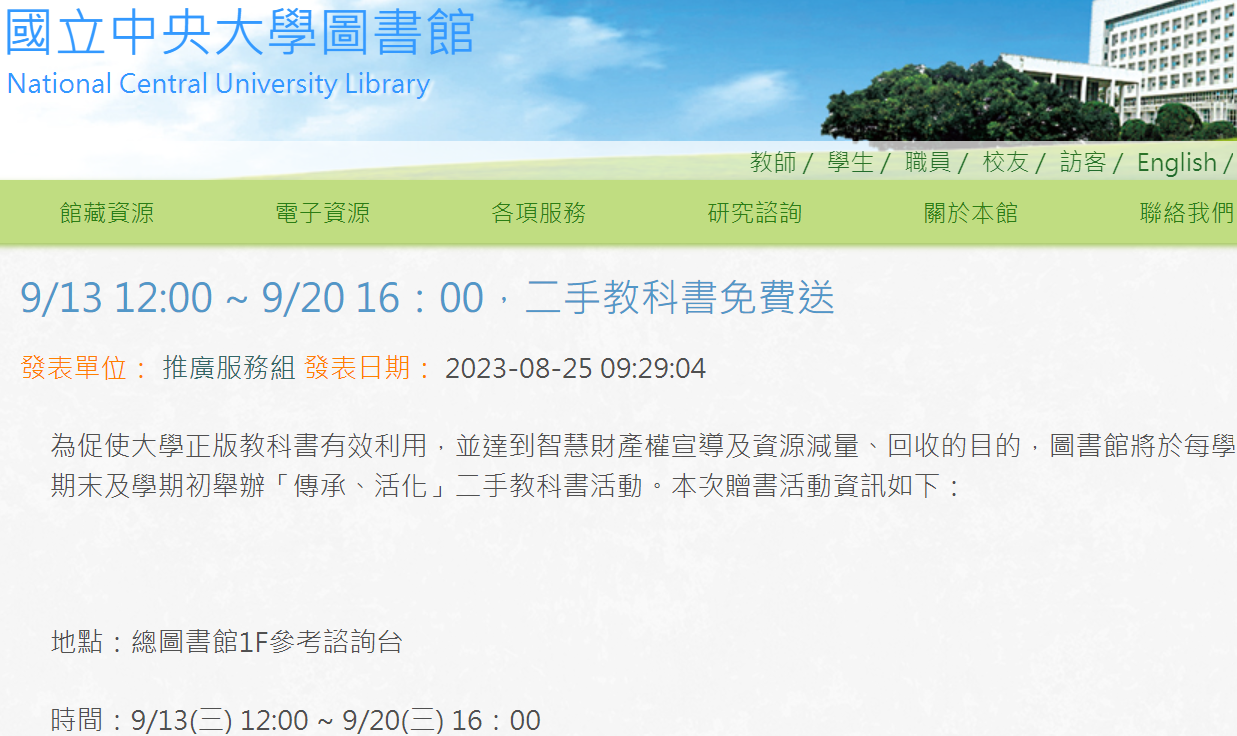 國立中央大學圖書館
National Central University Library
教師 / 學生 / 職員 / 校友 / 訪客 / English /
館藏資源 電子資源 各項服務 研究諮詢 關於本館 聯絡我們
9/13 12:00 ~ 9/20 16：00，二手教科書免費送
發表單位： 推廣服務組 發表日期： 2023-08-25 09:29:04
為促使大學正版教科書有效利用，並達到智慧財產權宣導及資源減量、回收的目的，圖書館將於每學
期末及學期初舉辦「傳承、活化」二手教科書活動。本次贈書活動資訊如下：
地點：總圖書館1F參考諮詢台
時間：9/13(三) 12:00 ~ 9/20(三) 16：00